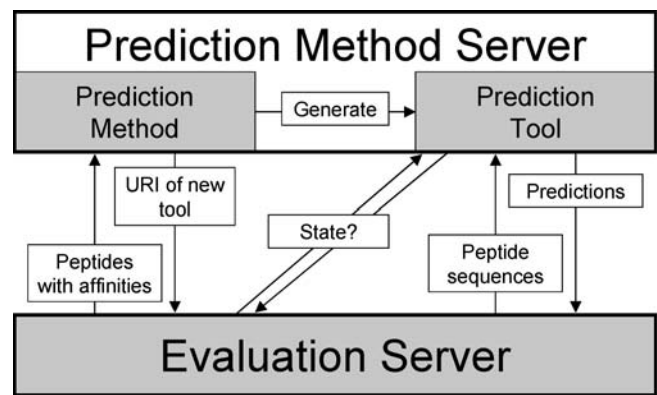 Prediction Method Server
Prediction
Method
Generate
Prediction
Tool
URI of new
tool
Predictions
State?
Peptides
with affinities
Peptide
sequences
Evaluation Server